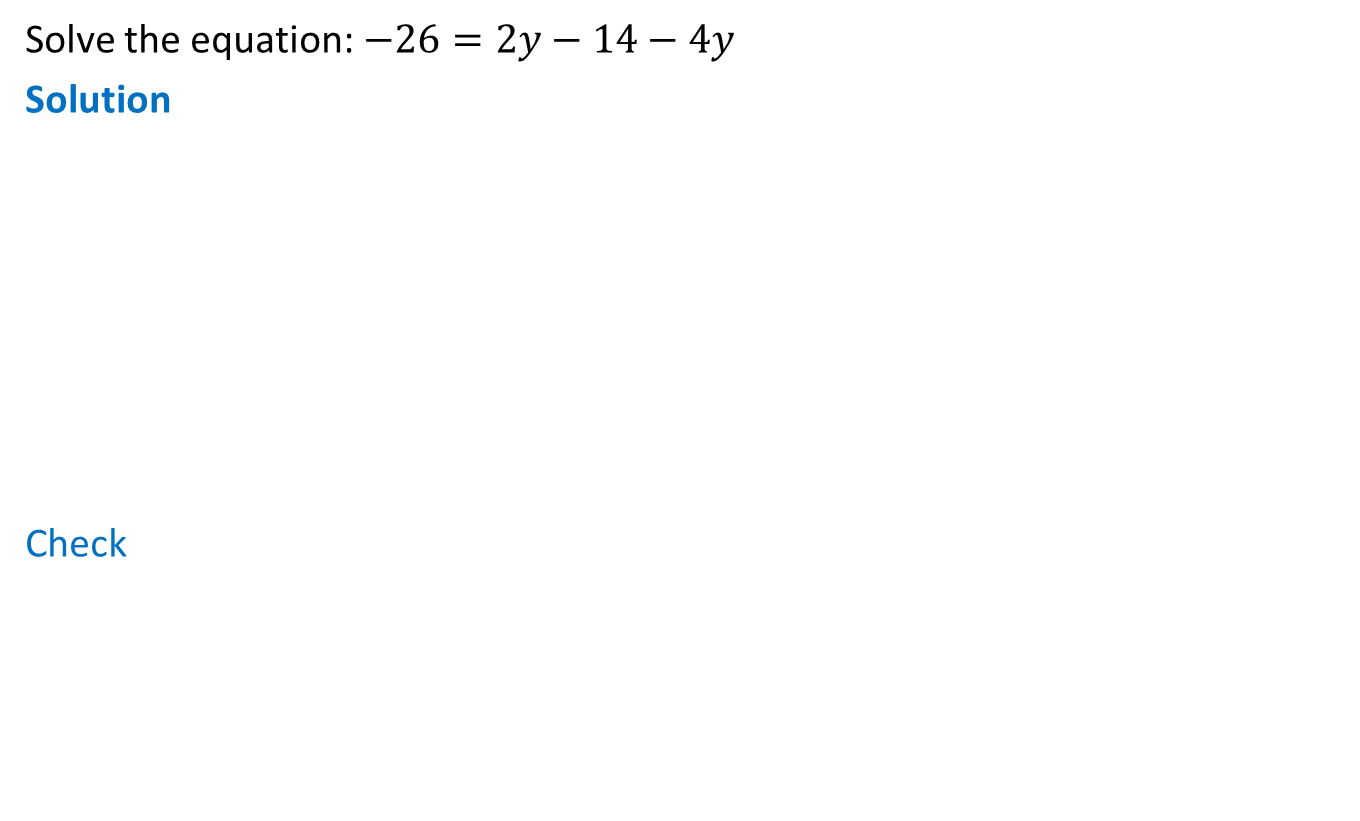 Solve the equation: −26 = 2𝑦 − 14 − 4𝑦
Solution
Check